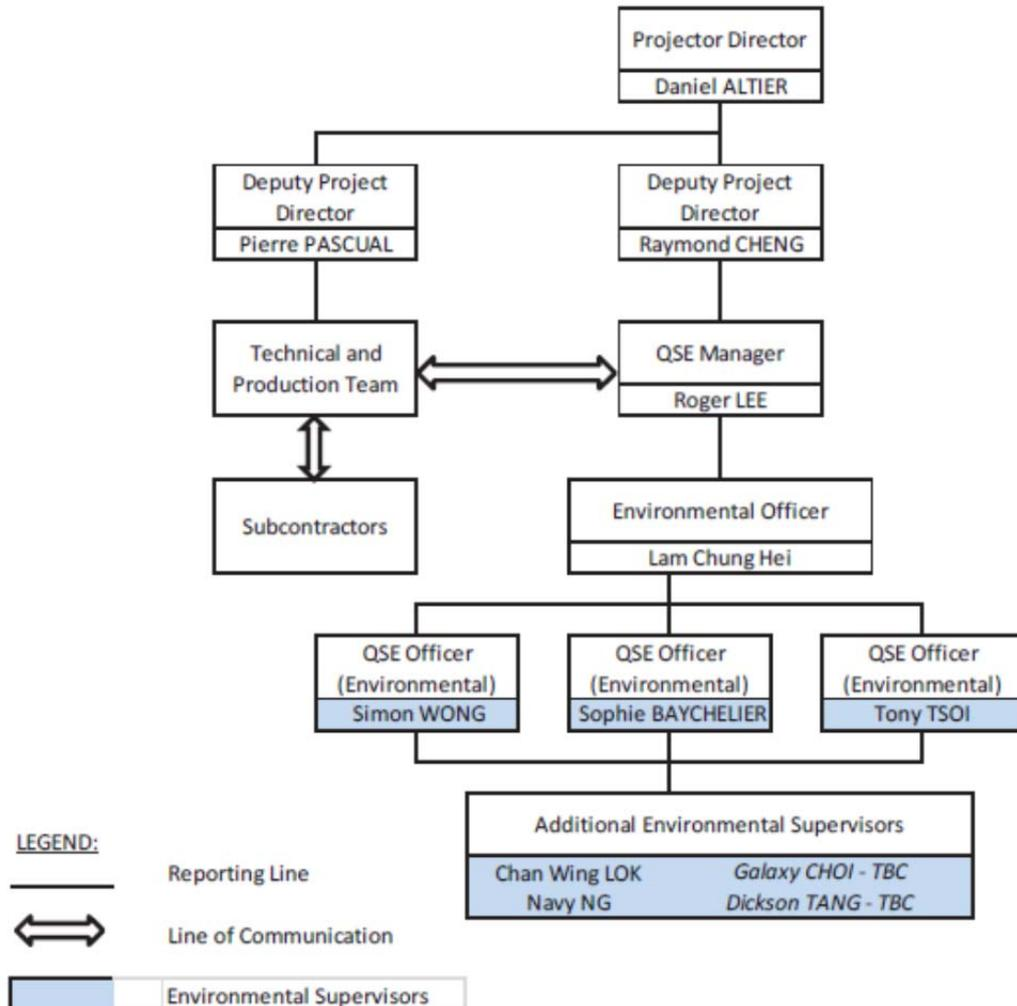 Projector Director
Daniel ALTIER
Deputy Project
Director
Pierre PASCUAL
Deputy Project
Director
Raymond CHENG
Technical and
Production Team
QSE Manager
Roger LEE
Subcontractors
Environmental Officer
Lam Chung Hei
QSE Officer
(Environmental)
Simon WONG
QSE Officer
(Environmental)
Sophie BAYCHELIER
QSE Officer
(Environmental)
Tony TSOI
Additional Environmental Supervisors
Chan Wing LOK
Galaxy CHOI - TBC
Navy NG
Dickson TANG - TBC
LEGEND:
Reporting Line
Line of Communication
Environmental Supervisors